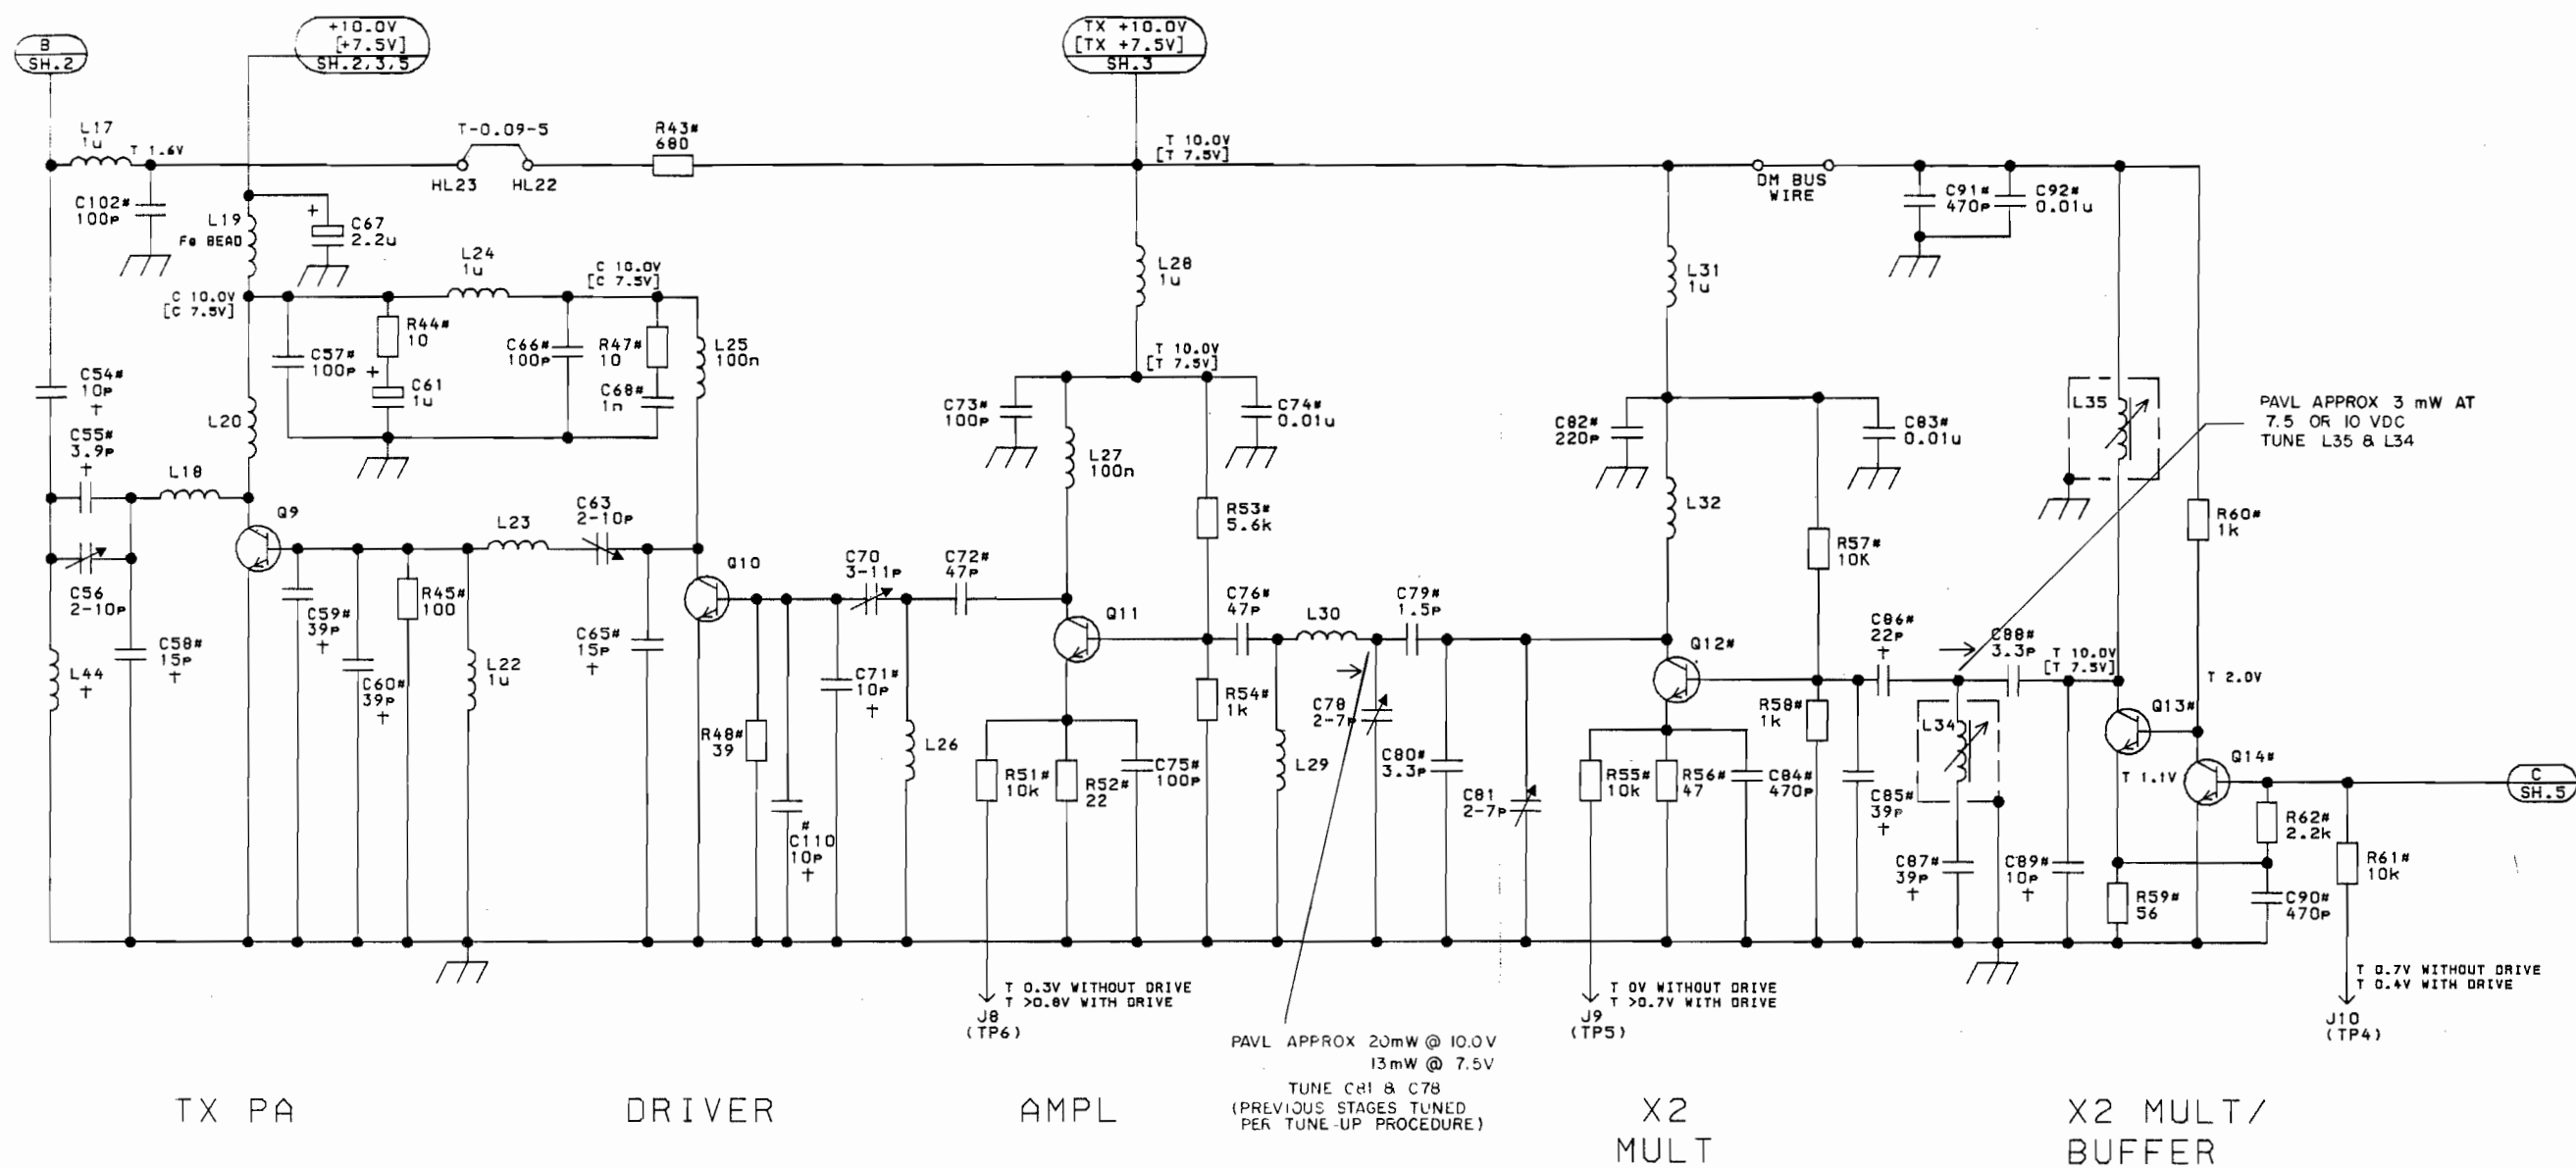 B
SH.2
+10.0V
[+7.5V]
SH.2,3,5
TX +10.0V
[TX +7.5V]
SH.3
L17
1u
T 1.6V
T-0.09-5
HL23
HL22
R43#
680
T 10.0V
[T 7.5V]
DM BUS
WIRE
C102#
100p
L19
Fe BEAD
+
C67
2.2u
C91#
470p
C92#
0.01u
L24
1u
C 10.0V
[C 7.5V]
C 10.0V
[C 7.5V]
L28
1u
L31
1u
C57#
100p
R44#
10
+
C61
1u
C66#
100p
R47#
10
C68#
1n
L25
100n
T 10.0V
[T 7.5V]
C54#
10p
†
L20
C73#
100p
C74#
0.01u
L27
100n
C82#
220p
C83#
0.01u
L35
PAVL APPROX 3 mW AT
7.5 OR 10 VDC
TUNE L35 & L34
C55#
3.9p
†
L18
R53#
5.6k
L32
R57#
10K
R60#
1k
Q9
L23
C63
2-10p
C56
2-10p
C59#
39p
†
R45#
100
Q10
C70
3-11p
C72#
47p
Q11
C76#
47p
L30
C79#
1.5p
Q12#
C86#
22p
†
C88#
3.3p
T 10.0V
[T 7.5V]
T 2.0V
L44
†
C58#
15p
†
C60#
39p
†
L22
1u
C65#
15p
†
R48#
39
C71#
10p
†
L26
R54#
1k
C78
2-7p
R58#
1k
L34
Q13#
T 1.1V
Q14#
C
SH.5
#
C110
10p
†
R51#
10k
R52#
22
C75#
100p
L29
C80#
3.3p
C81
2-7p
R55#
10k
R56#
47
C84#
470p
C85#
39p
†
C87#
39p
†
C89#
10p
†
R62#
2.2k
R59#
56
C90#
470p
R61#
10k
T 0.3V WITHOUT DRIVE
T >0.8V WITH DRIVE
J8
(TP6)
T 0V WITHOUT DRIVE
T >0.7V WITH DRIVE
J9
(TP5)
T 0.7V WITHOUT DRIVE
T 0.4V WITH DRIVE
J10
(TP4)
PAVL APPROX 20mW @ 10.0V
13mW @ 7.5V
TUNE C81 & C78
(PREVIOUS STAGES TUNED
PER TUNE-UP PROCEDURE)
TX PA
DRIVER
AMPL
X2
MULT
X2 MULT/
BUFFER